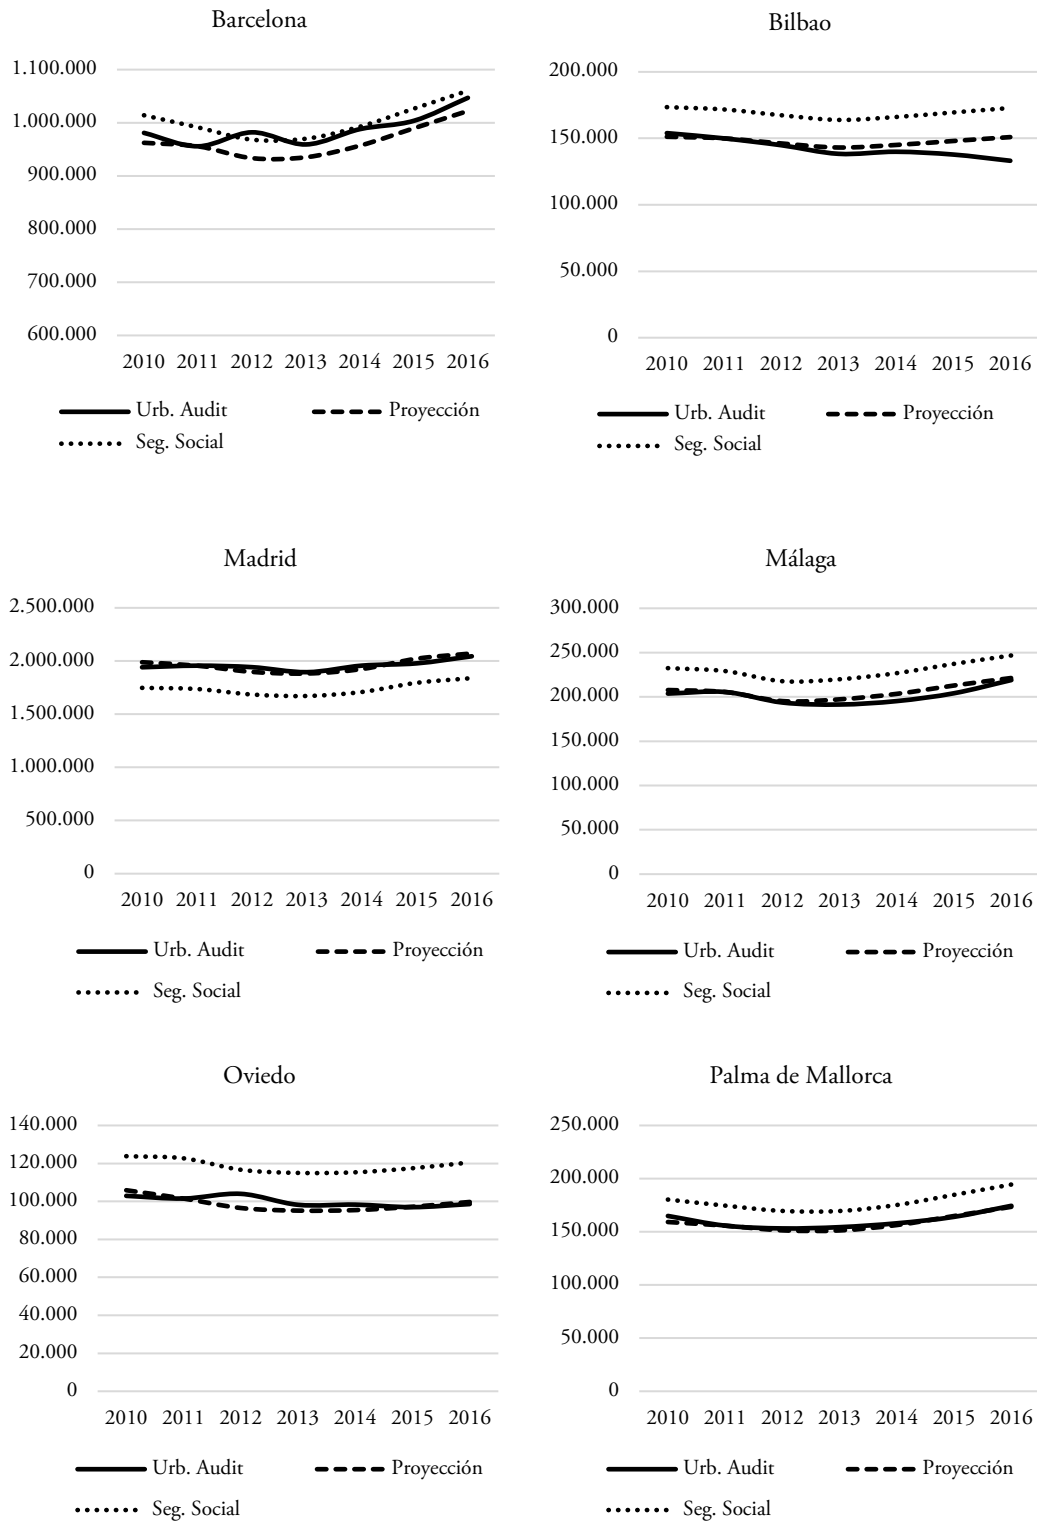 Barcelona
1.100.000
1.000.000
900.000
800.000
700.000
600.000
2010 2011 2012 2013 2014 2015 2016
Urb. Audit Proyección
Seg. Social
Bilbao
200.000
150.000
100.000
50.000
0
2010 2011 2012 2013 2014 2015 2016
Urb. Audit Proyección
Seg. Social
Madrid
2.500.000
2.000.000
1.500.000
1.000.000
500.000
0
2010 2011 2012 2013 2014 2015 2016
Urb. Audit Proyección
Seg. Social
Málaga
300.000
250.000
200.000
150.000
100.000
50.000
0
2010 2011 2012 2013 2014 2015 2016
Urb. Audit Proyección
Seg. Social
Oviedo
140.000
120.000
100.000
80.000
60.000
40.000
20.000
0
2010 2011 2012 2013 2014 2015 2016
Urb. Audit Proyección
Seg. Social
Palma de Mallorca
250.000
200.000
150.000
100.000
50.000
0
2010 2011 2012 2013 2014 2015 2016
Urb. Audit Proyección
Seg. Social